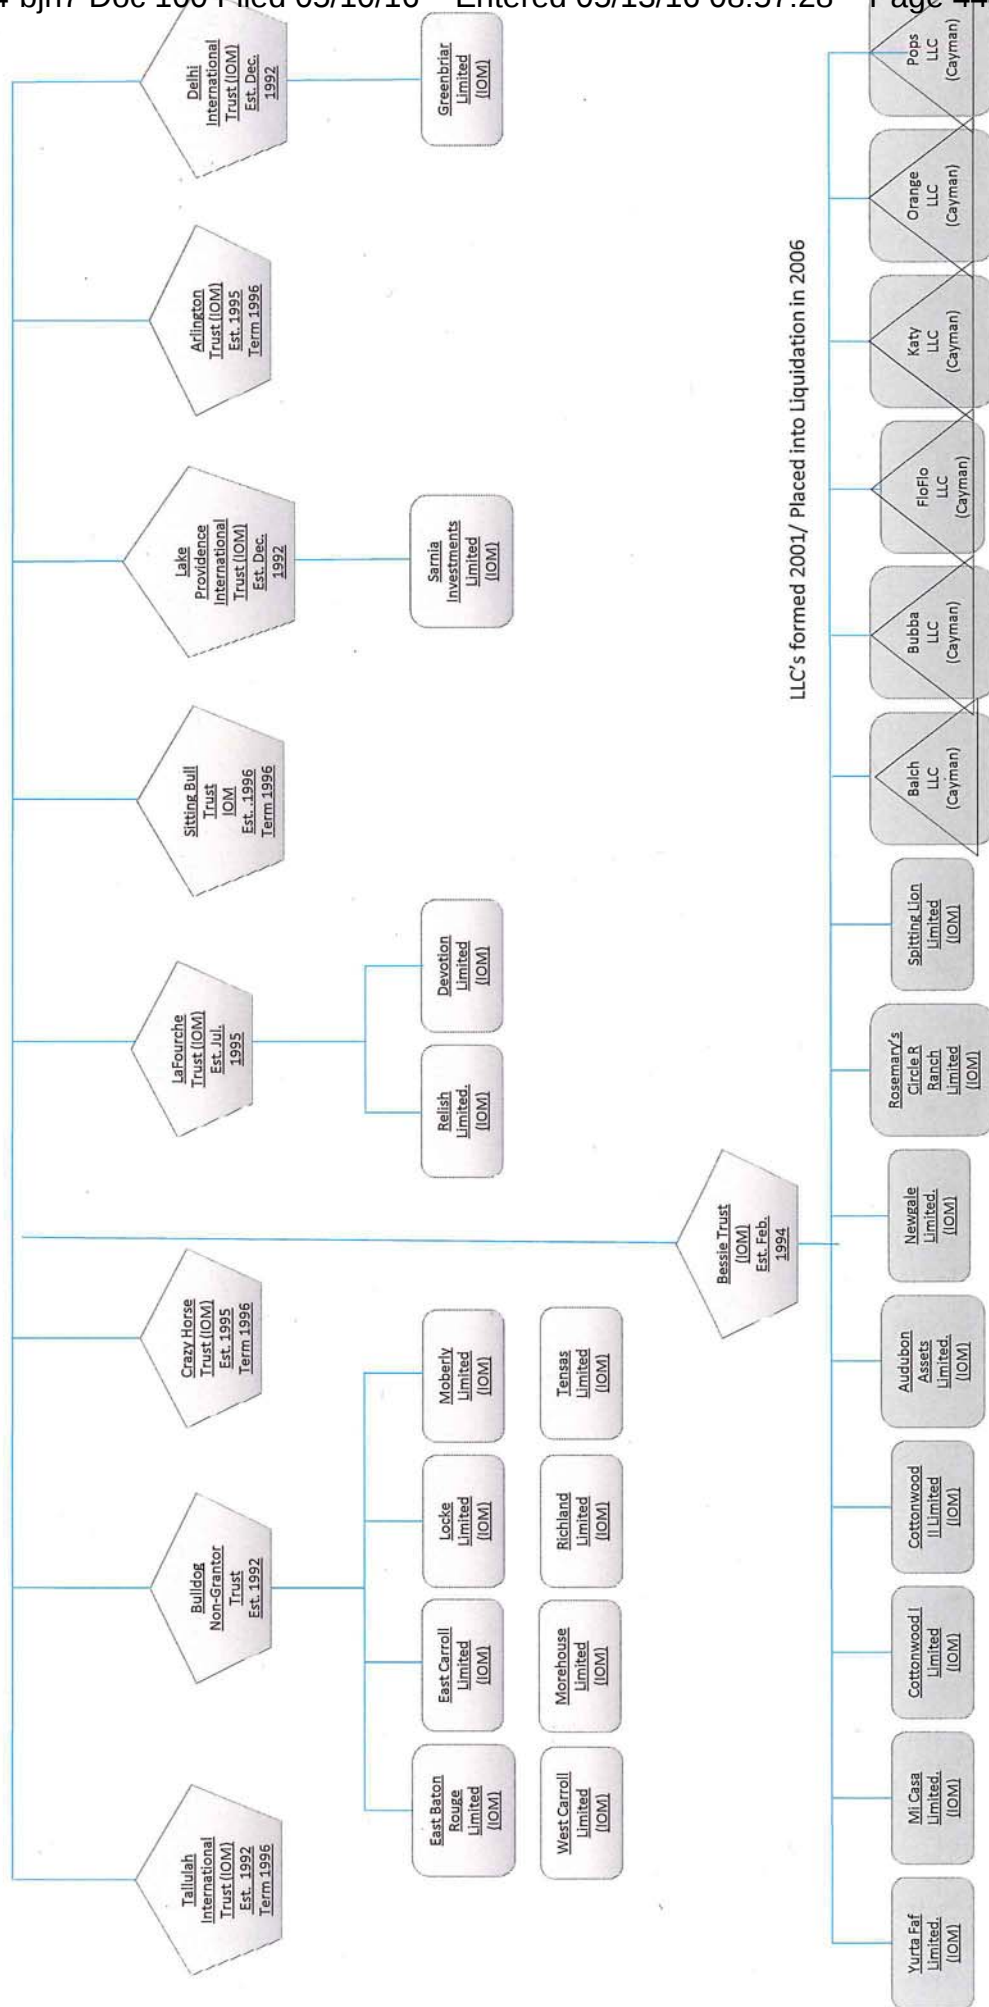 4-bjh7 Doc 100 Filed 05/10/16 Entered 05/13/16 08:57:28 Page 44
Tallulah
International
Trust (IOM)
Est. 1992
Term 1996
Bulldog
Non-Grantor
Trust
Est. 1992
Crazy Horse
Trust (IOM)
Est. 1995
Term 1996
LaFourche
Trust (IOM)
Est. Jul.
1995
Sitting Bull
Trust
IOM
Est. .1996
Term 1996
Lake
Providence
International
Trust (IOM)
Est. Dec.
1992
Arlington
Trust (IOM)
Est. 1995
Term 1996
Delhi
International
Trust (IOM)
Est. Dec.
1992
East Baton
Rouge
Limited
(IOM)
East Carroll
Limited
(IOM)
Locke
Limited
(IOM)
Moberly
Limited
(IOM)
Relish
Limited.
(IOM)
Devotion
Limited
(IOM)
Sarnia
Investments
Limited
(IOM)
Greenbriar
Limited
(IOM)
West Carroll
Limited
(IOM)
Morehouse
Limited
(IOM)
Richland
Limited
(IOM)
Tensas
Limited
(IOM)
Bessie Trust
(IOM)
Est. Feb.
1994
LLC's formed 2001/ Placed into Liquidation in 2006
Yurta Faf
Limited.
(IOM)
Mi Casa
Limited.
(IOM)
Cottonwood I
Limited
(IOM)
Cottonwood
II Limited
(IOM)
Audubon
Assets
Limited.
(IOM)
Newgale
Limited.
(IOM)
Rosemary's
Circle R
Ranch
Limited
(IOM)
Spitting Lion
Limited
(IOM)
Balch
LLC
(Cayman)
Bubba
LLC
(Cayman)
FloFlo
LLC
(Cayman)
Katy
LLC
(Cayman)
Orange
LLC
(Cayman)
Pops
LLC
(Cayman)